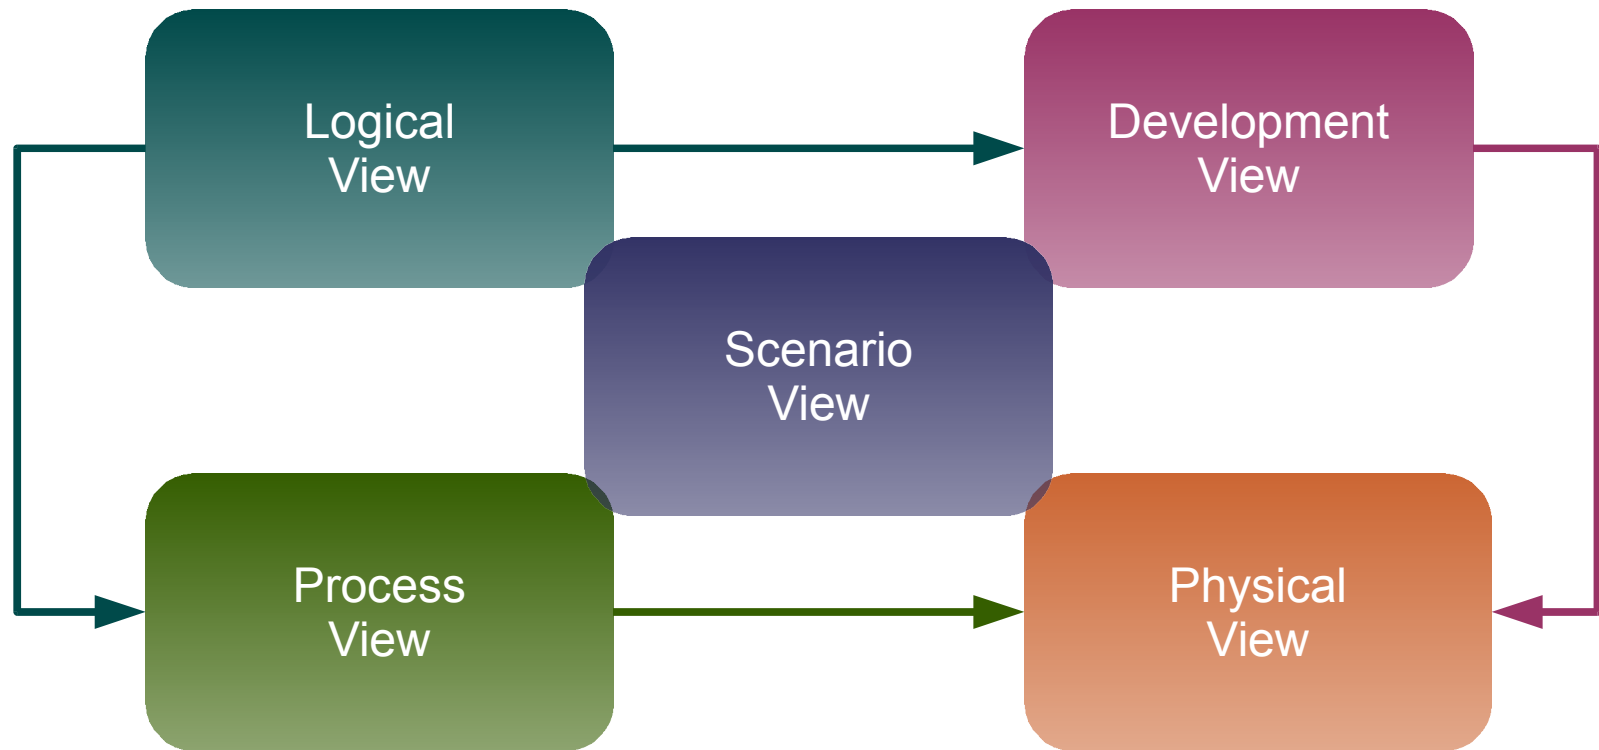 Logical
View
Development
View
Scenario
View
Process
View
Physical
View